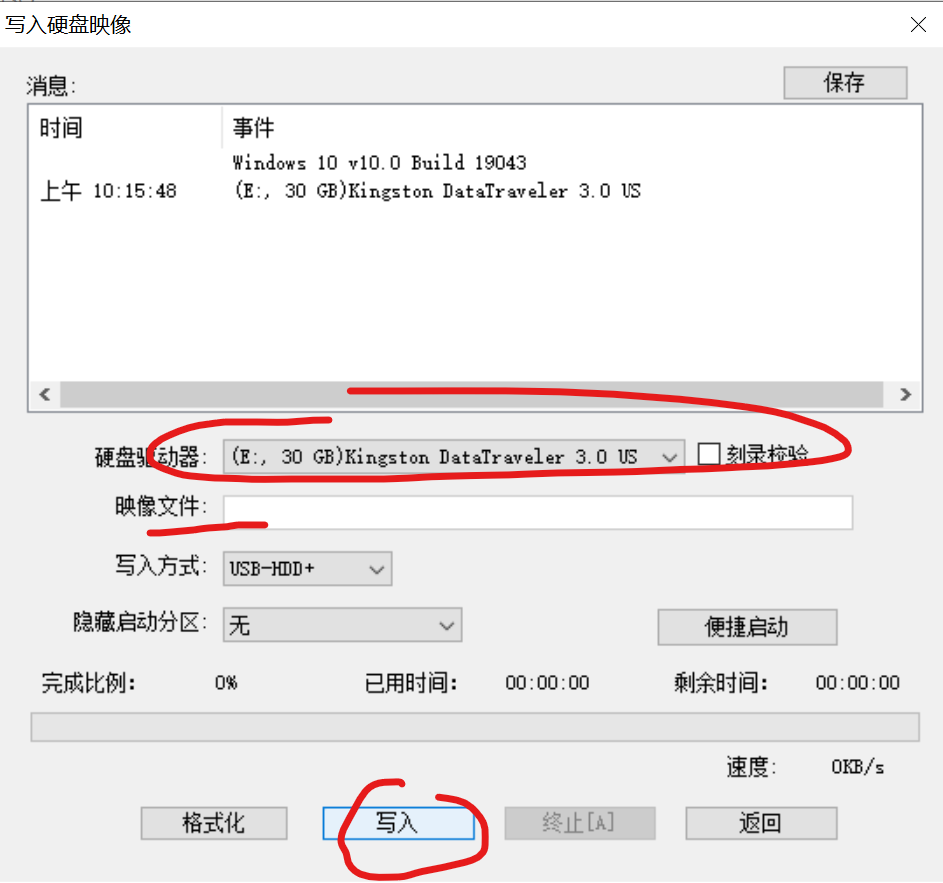 写入硬盘映像
消息:
保存
时间 事件
Windows 10 v10.0 Build 19043
上午 10:15:48 (E:, 30 GB)Kingston DataTraveler 3.0 US
硬盘驱动器: (E:, 30 GB)Kingston DataTraveler 3.0 US 刻录校验
映像文件:
写入方式: USB-HDD+
隐藏启动分区: 无 便捷启动
完成比例: 0% 已用时间: 00:00:00 剩余时间: 00:00:00
速度: 0KB/s
格式化 写入 终止[A] 返回